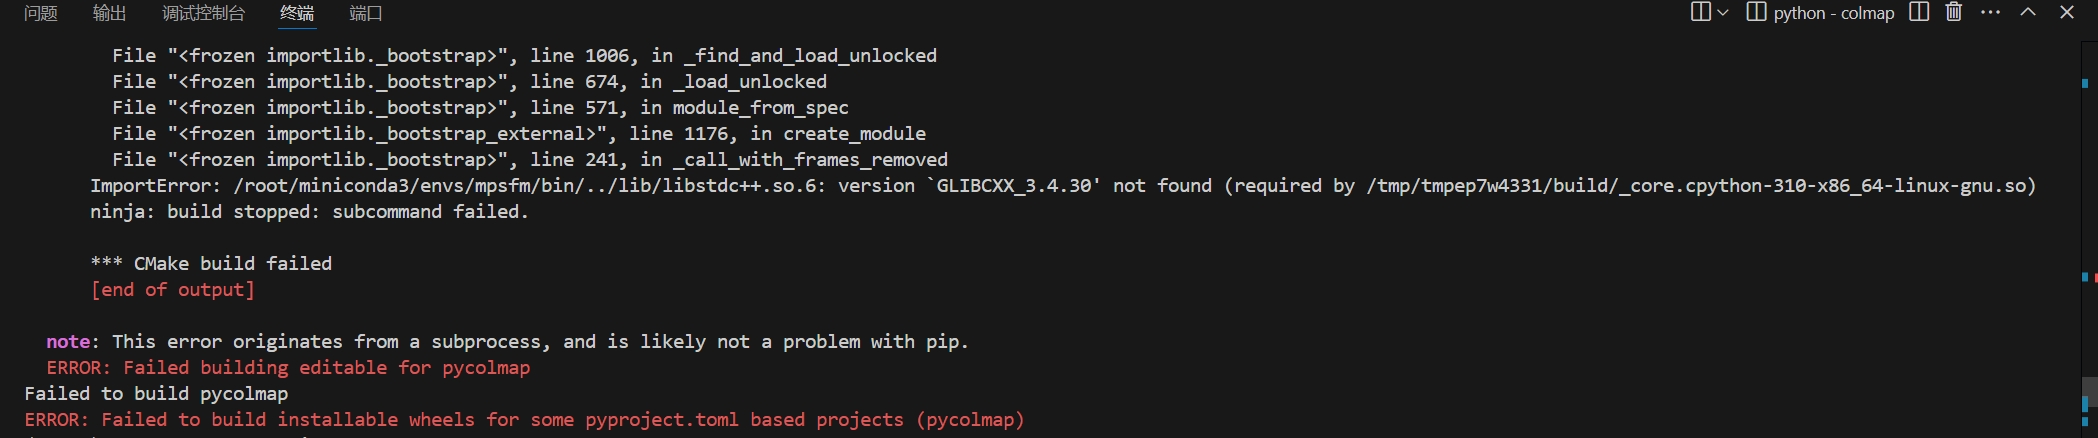 问题 输出 调试控制台 终端 端口 python - colmap
File "<frozen importlib._bootstrap>", line 1006, in _find_and_load_unlocked
File "<frozen importlib._bootstrap>", line 674, in _load_unlocked
File "<frozen importlib._bootstrap>", line 571, in module_from_spec
File "<frozen importlib._bootstrap_external>", line 1176, in create_module
File "<frozen importlib._bootstrap>", line 241, in _call_with_frames_removed
ImportError: /root/miniconda3/envs/mpsfm/bin/../lib/libstdc++.so.6: version `GLIBCXX_3.4.30' not found (required by /tmp/tmpep7w4331/build/_core.cpython-310-x86_64-linux-gnu.so)
ninja: build stopped: subcommand failed.
*** CMake build failed
[end of output]
note: This error originates from a subprocess, and is likely not a problem with pip.
ERROR: Failed building editable for pycolmap
Failed to build pycolmap
ERROR: Failed to build installable wheels for some pyproject.toml based projects (pycolmap)